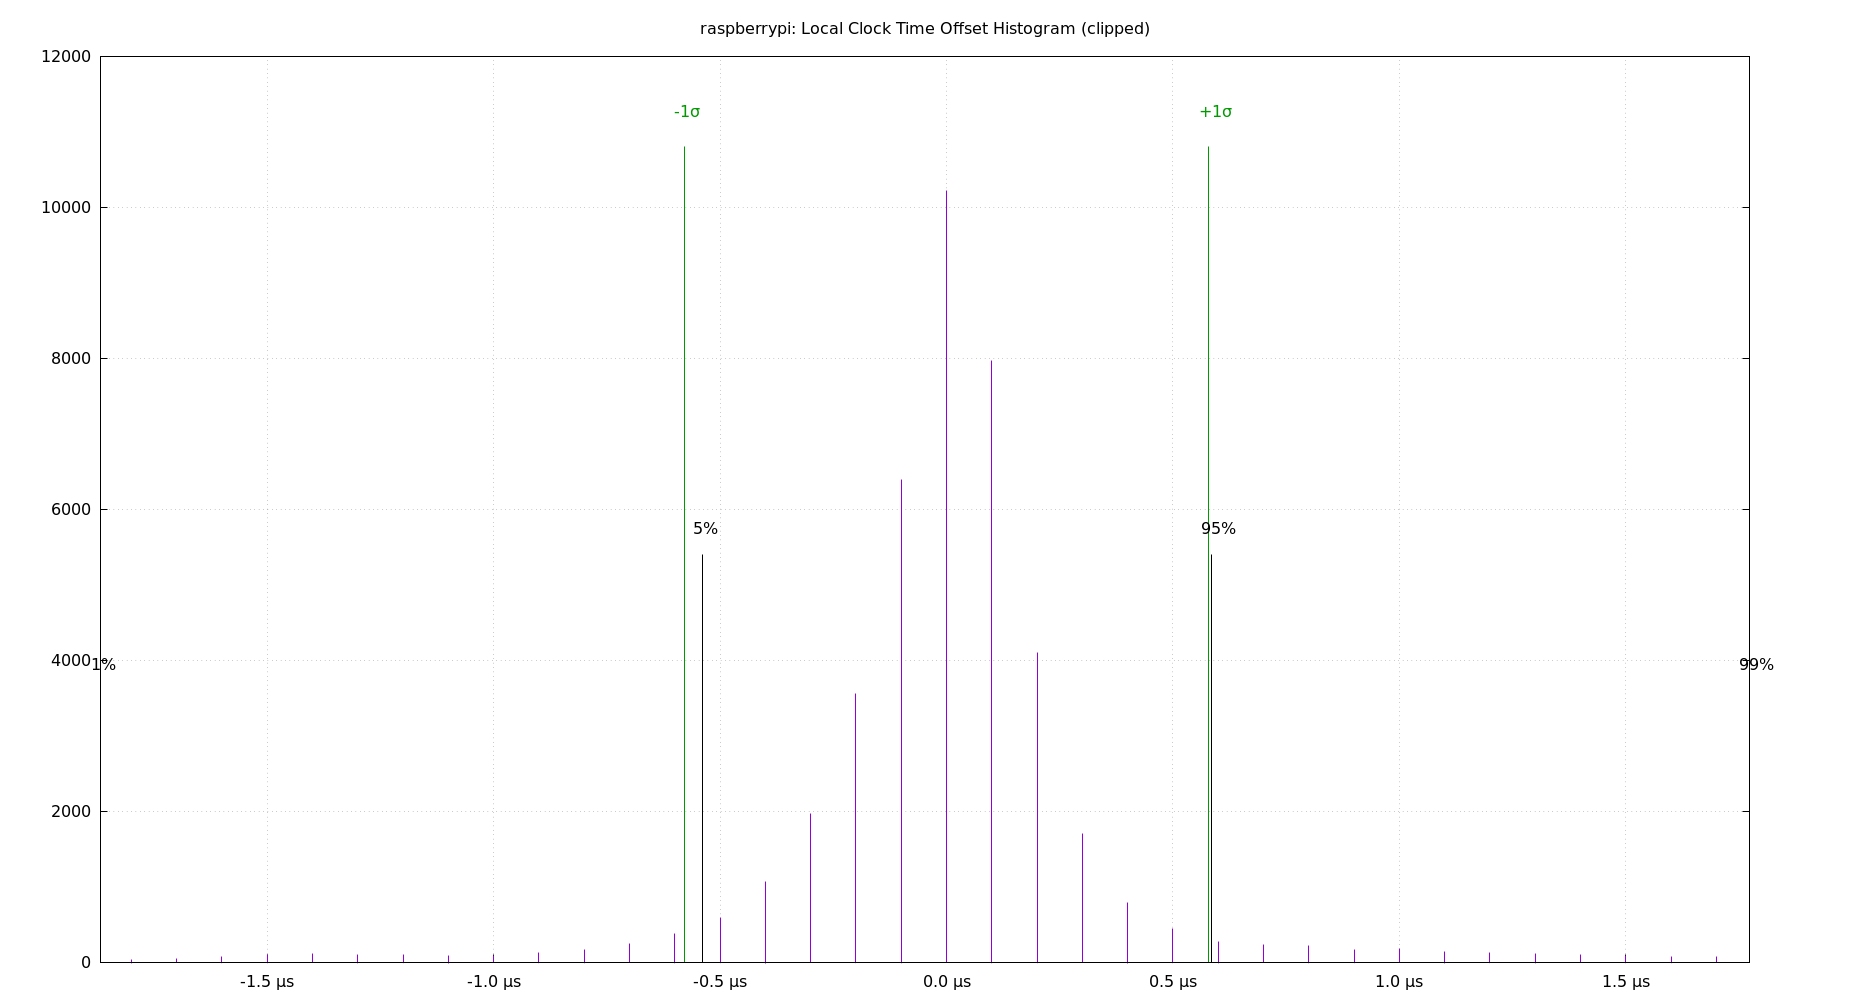 raspberrypi: Local Clock Time Offset Histogram (clipped)
12000
-1σ
+1σ
10000
8000
6000
5%
95%
4000
1%
99%
2000
0
-1.5 µs
-1.0 µs
-0.5 µs
0.0 µs
0.5 µs
1.0 µs
1.5 µs